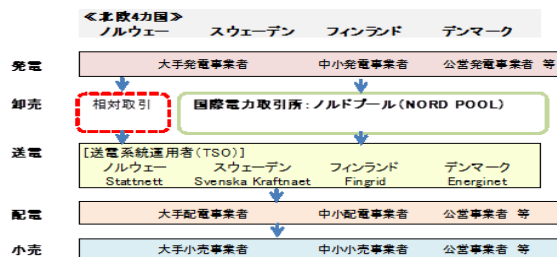 ≪北欧4カ国≫
ノルウェー スウェーデン フィンランド デンマーク
発電 大手発電事業者 中小発電事業者 公営発電事業者 等
卸売 相対取引 国際電力取引所：ノルドプール（NORD POOL）
送電 [送電系統運用者（TSO）]
ノルウェー スウェーデン フィンランド デンマーク
Stattnett Svenska Kraftnaet Fingrid Energinet
配電 大手配電事業者 中小配電事業者 公営事業者 等
小売 大手小売事業者 中小小売事業者 公営事業者 等